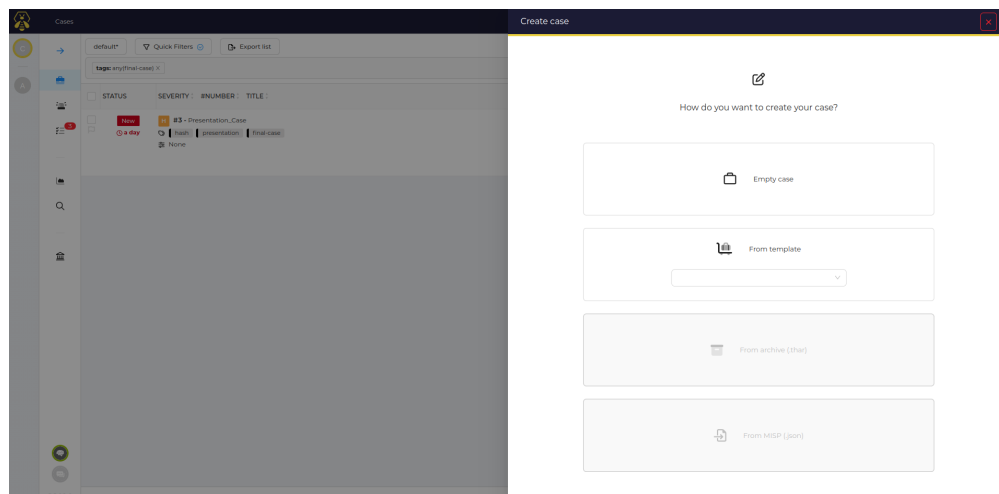 Cases
Create case
C
default*
Quick Filters
Export list
tags: any(final-case) ×
A
STATUS
SEVERITY
#NUMBER
TITLE
New
H
#3 - Presentation_Case
a day
hash
presentation
final-case
None
How do you want to create your case?
Empty case
From template
From archive (.thar)
From MISP (.json)